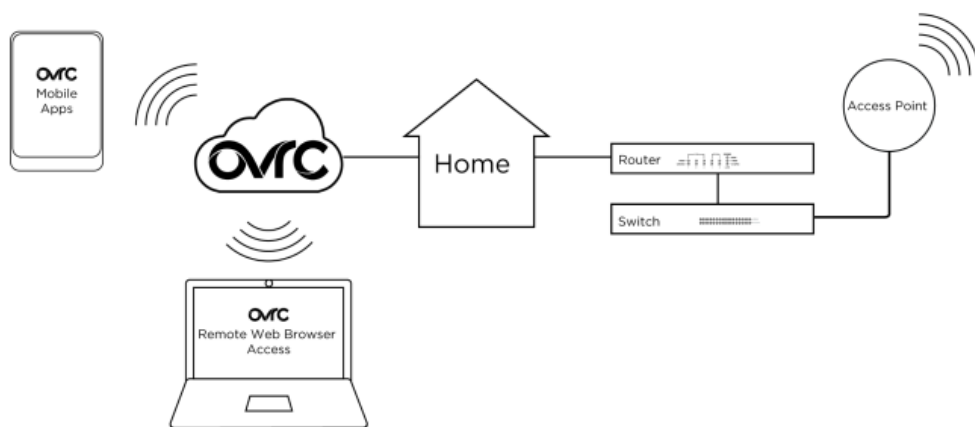 OVRC
Mobile
Apps
OVRC
Home
Router
Switch
Access Point
OVRC
Remote Web Browser
Access